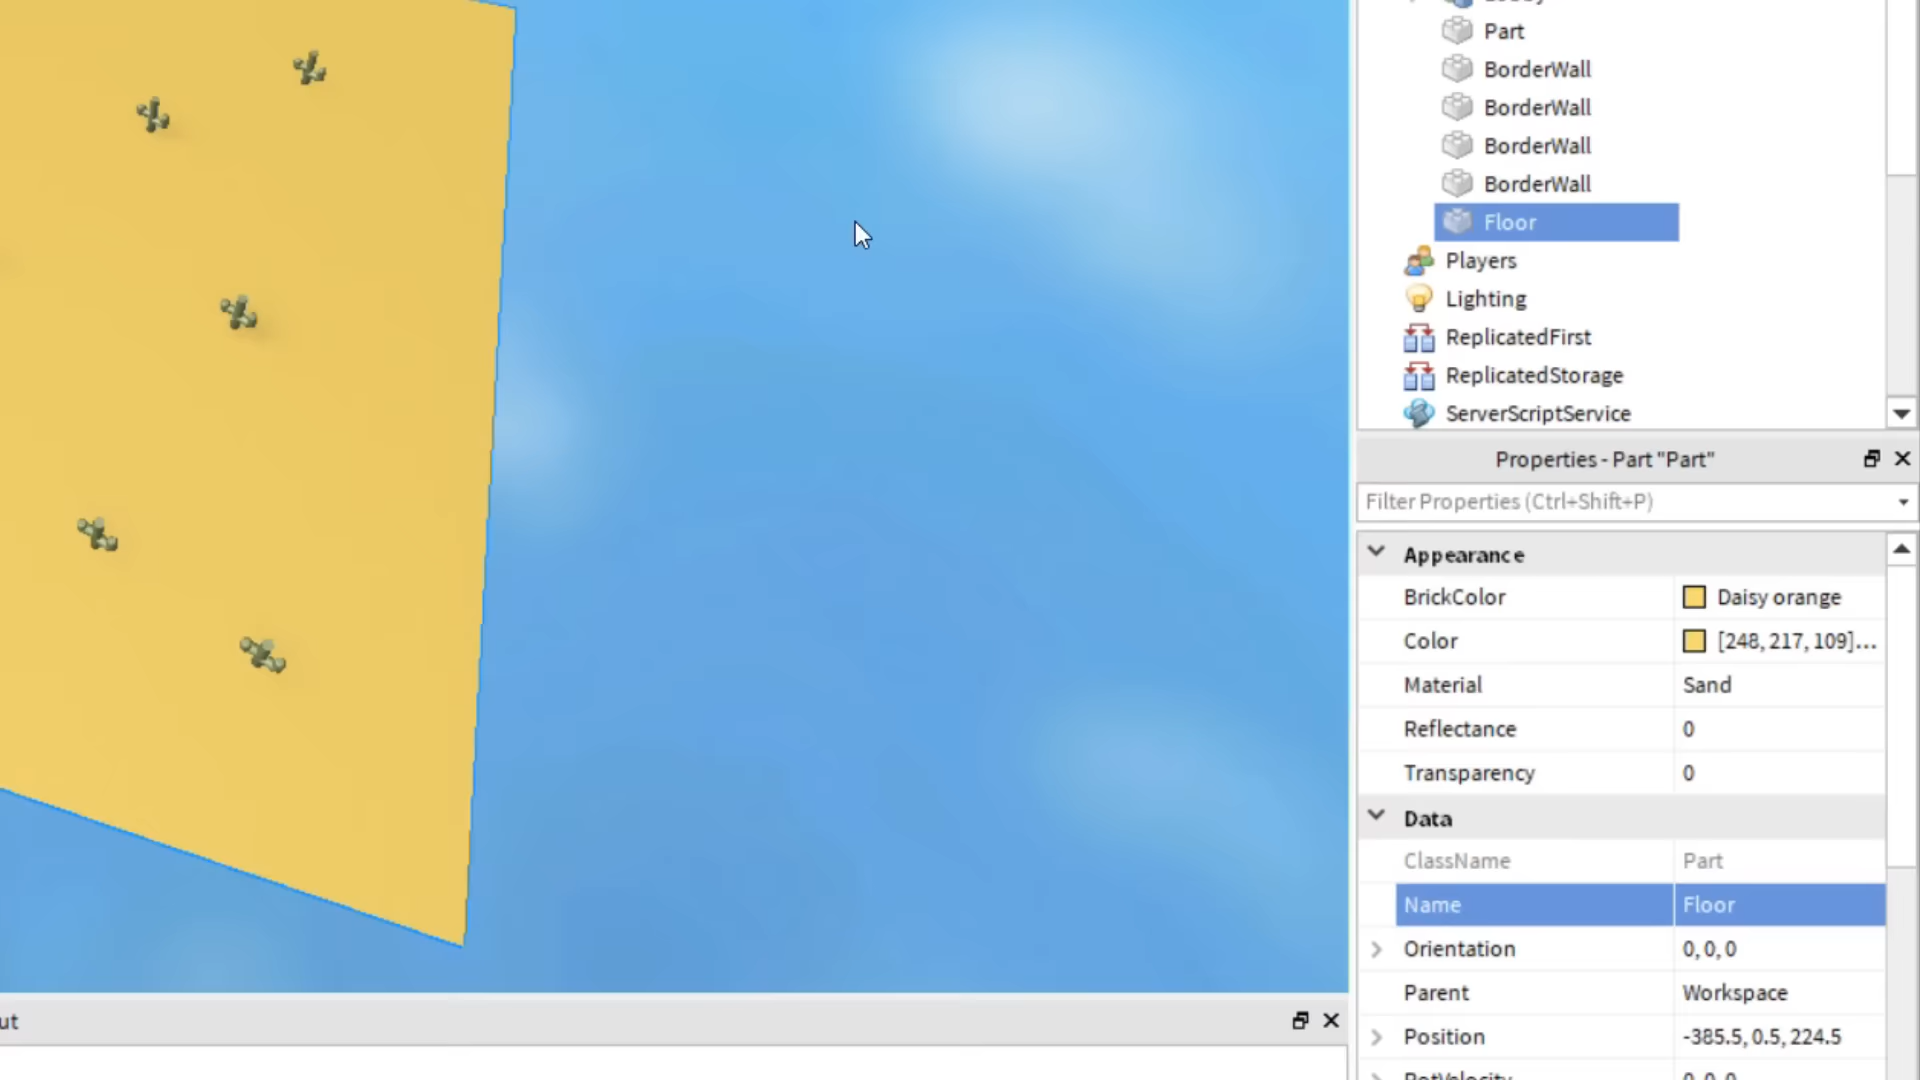 Part
BorderWall
BorderWall
BorderWall
BorderWall
Floor
Players
Lighting
ReplicatedFirst
ReplicatedStorage
ServerScriptService
Properties - Part "Part"
Filter Properties (Ctrl+Shift+P)
Appearance
BrickColor Daisy orange
Color [248, 217, 109]...
Material Sand
Reflectance 0
Transparency 0
Data
ClassName Part
Name Floor
Orientation 0, 0, 0
Parent Workspace
Position -385.5, 0.5, 224.5
ut